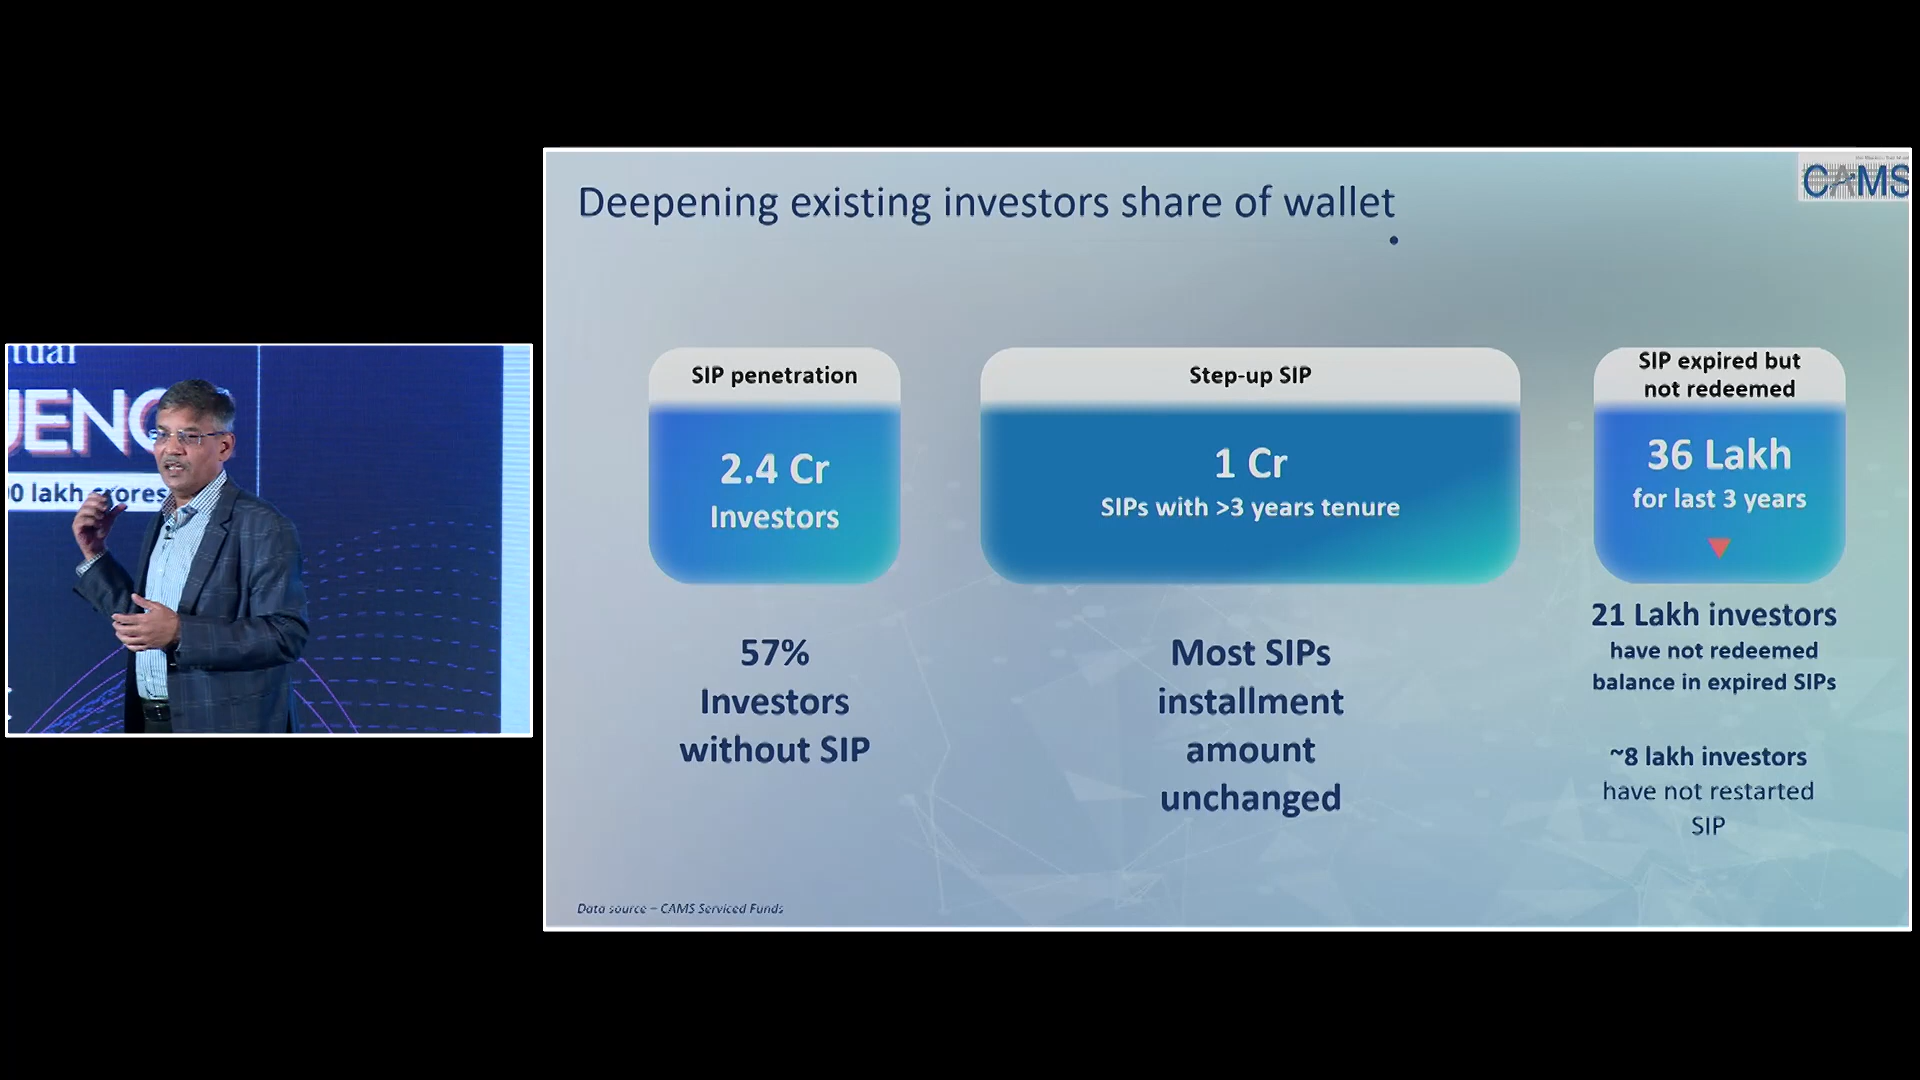 tual
UENC
00 lakh crores
Deepening existing investors share of wallet
CAMS
SIP penetration
2.4 Cr
Investors
57%
Investors
without SIP
Step-up SIP
1 Cr
SIPs with >3 years tenure
Most SIPs
installment
amount
unchanged
SIP expired but
not redeemed
36 Lakh
for last 3 years
21 Lakh investors
have not redeemed
balance in expired SIPs
~8 lakh investors
have not restarted
SIP
Data source – CAMS Serviced Funds